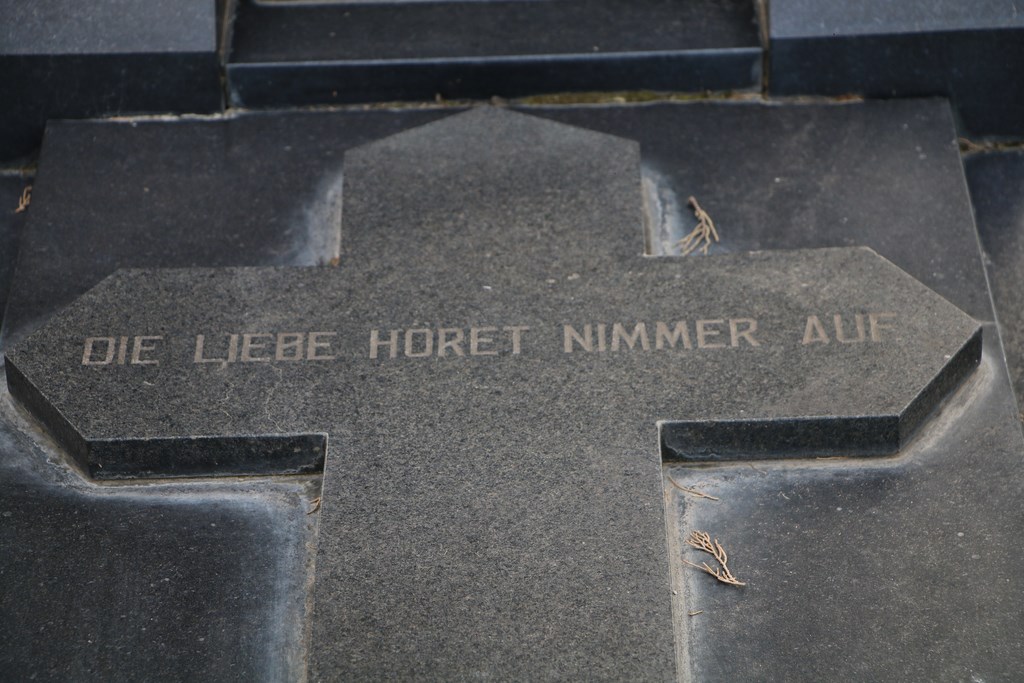 DIE LIEBE HÖRET NIMMER AUF